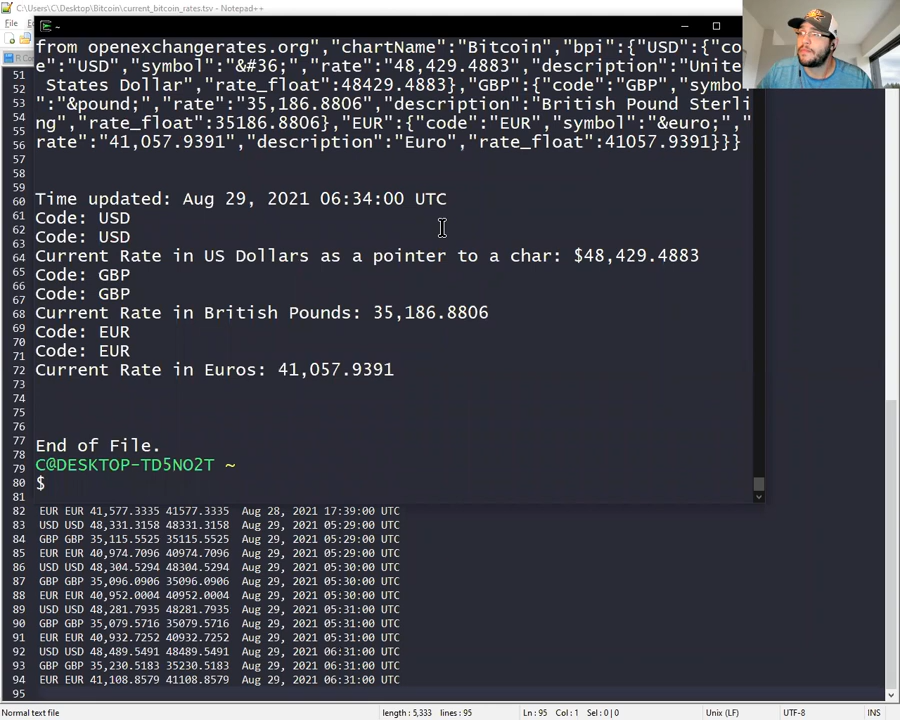 C:\Users\C\Desktop\Bitcoin\current_bitcoin_rates.tsv - Notepad++
File
~
from openexchangerates.org","chartName":"Bitcoin","bpi":{"USD":{"co
de":"USD","symbol":"&#36;","rate":"48,429.4883","description":"United
States Dollar","rate_float":48429.4883},"GBP":{"code":"GBP","symbo
":"&pound;","rate":"35,186.8806","description":"British Pound Sterli
ng","rate_float":35186.8806},"EUR":{"code":"EUR","symbol":"&euro;","
rate":"41,057.9391","description":"Euro","rate_float":41057.9391}}}
Time updated: Aug 29, 2021 06:34:00 UTC
Code: USD
Code: USD
Current Rate in US Dollars as a pointer to a char: $48,429.4883
Code: GBP
Code: GBP
Current Rate in British Pounds: 35,186.8806
Code: EUR
Code: EUR
Current Rate in Euros: 41,057.9391
End of File.
C@DESKTOP-TD5NO2T ~
$
51
52
53
54
55
56
57
58
59
60
61
62
63
64
65
66
67
68
69
70
71
72
73
74
75
76
77
78
79
80
81
82 EUR EUR 41,577.3335 41577.3335 Aug 28, 2021 17:39:00 UTC
83 USD USD 48,331.3158 48331.3158 Aug 29, 2021 05:29:00 UTC
84 GBP GBP 35,115.5525 35115.5525 Aug 29, 2021 05:29:00 UTC
85 EUR EUR 40,974.7096 40974.7096 Aug 29, 2021 05:29:00 UTC
86 USD USD 48,304.5294 48304.5294 Aug 29, 2021 05:30:00 UTC
87 GBP GBP 35,096.0906 35096.0906 Aug 29, 2021 05:30:00 UTC
88 EUR EUR 40,952.0004 40952.0004 Aug 29, 2021 05:30:00 UTC
89 USD USD 48,281.7935 48281.7935 Aug 29, 2021 05:31:00 UTC
90 GBP GBP 35,079.5716 35079.5716 Aug 29, 2021 05:31:00 UTC
91 EUR EUR 40,932.7252 40932.7252 Aug 29, 2021 05:31:00 UTC
92 USD USD 48,489.5491 48489.5491 Aug 29, 2021 06:31:00 UTC
93 GBP GBP 35,230.5183 35230.5183 Aug 29, 2021 06:31:00 UTC
94 EUR EUR 41,108.8579 41108.8579 Aug 29, 2021 06:31:00 UTC
95
Normal text file length : 5,333 lines : 95 Ln : 95 Col : 1 Sel : 0 | 0 Unix (LF) UTF-8 INS